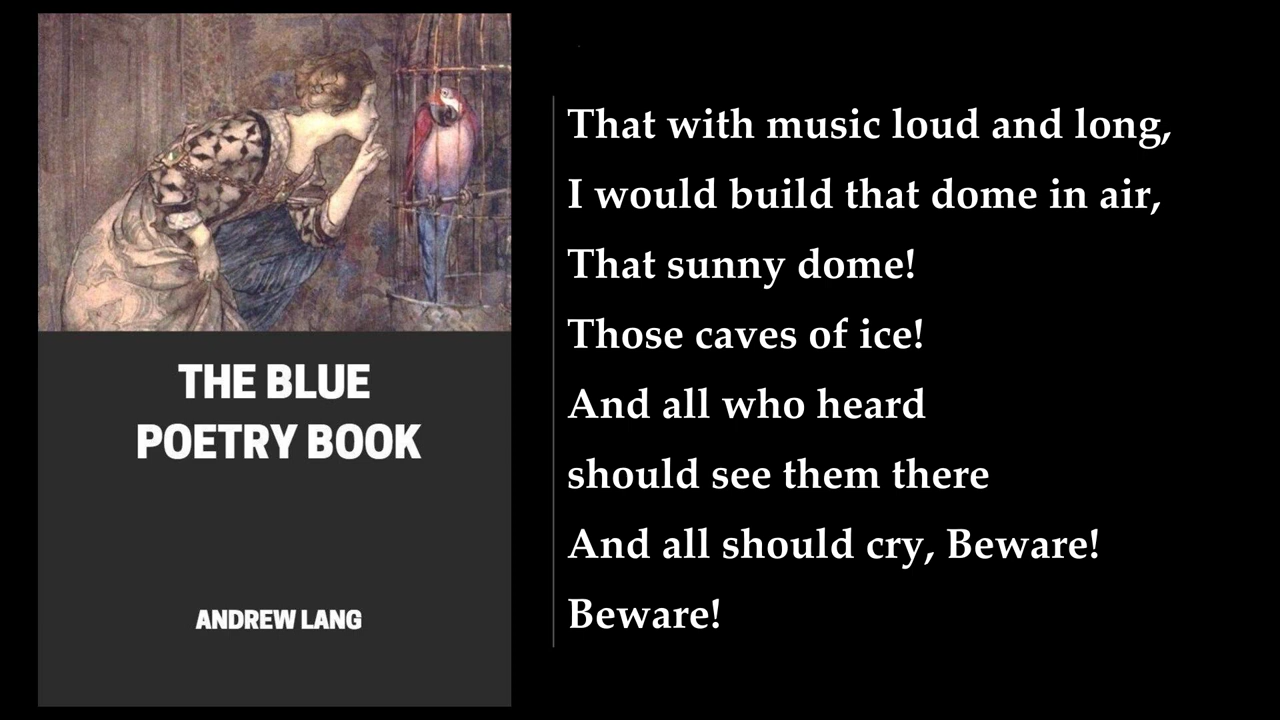 THE BLUE
POETRY BOOK
ANDREW LANG
That with music loud and long,
I would build that dome in air,
That sunny dome!
Those caves of ice!
And all who heard
should see them there
And all should cry, Beware!
Beware!